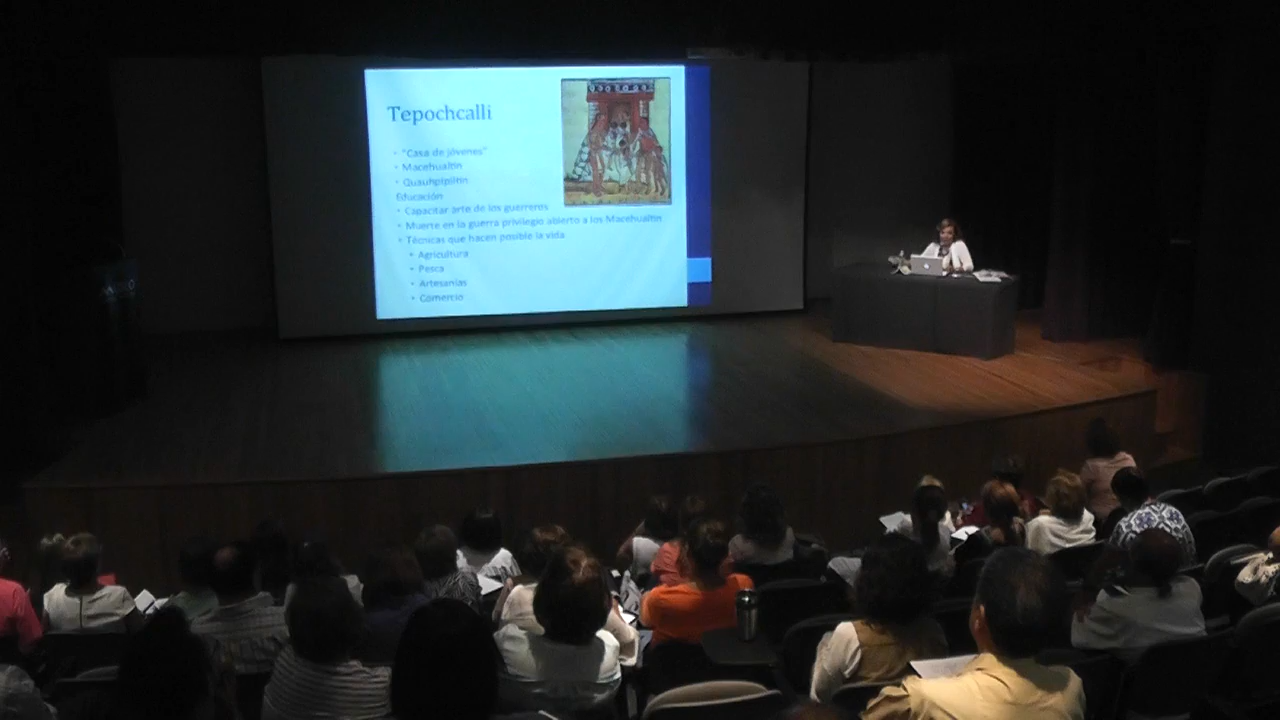 Tepochcalli
• "Casa de jóvenes"
• Macehualtin
• Quauhpipiltin
Educación
• Capacitar arte de los guerreros
• Muerte en la guerra privilegio abierto a los Macehualtin
• Técnicas que hacen posible la vida
• Agricultura
• Pesca
• Artesanías
• Comercio